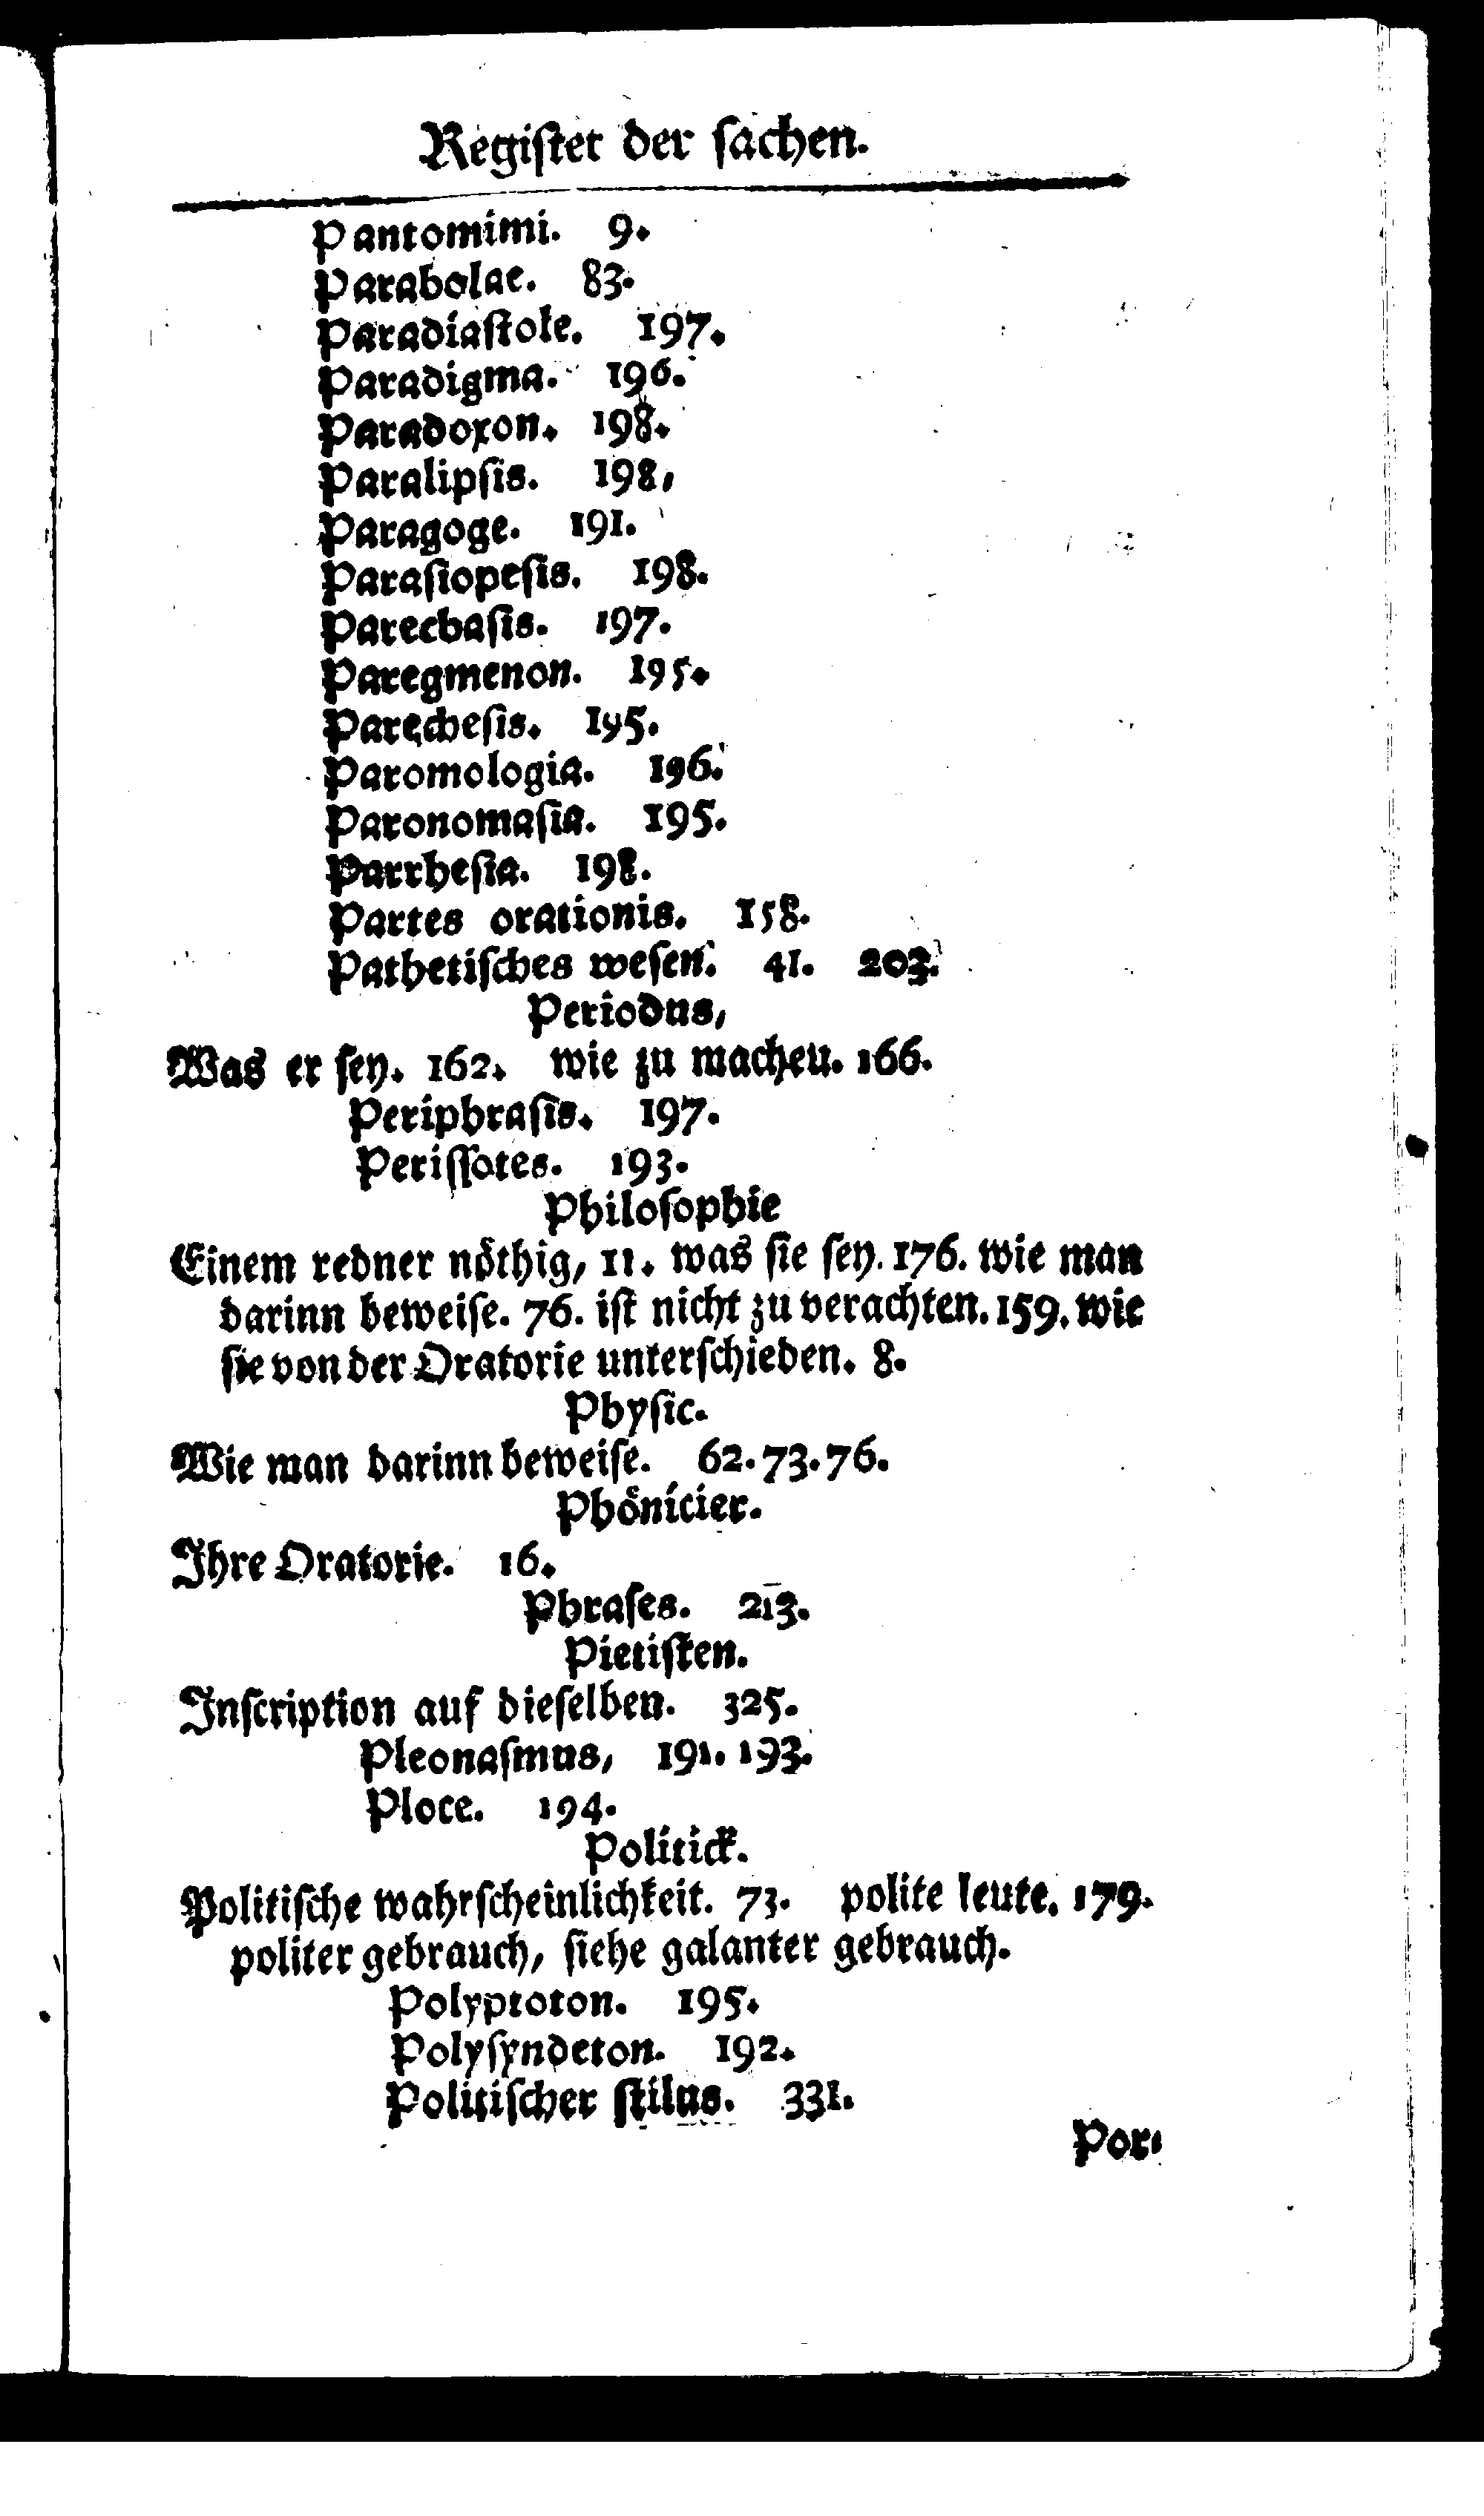 Regiſter der ſachen.
Pantomimi. 9.
Parabolae. 83.
Paradiaſtole. 197.
Paradigma. 196.
Paradoxon. 198.
Paralipſis. 198,
Paragoge. 191.
Paraſiopeſis. 198.
Parecbaſis. 197.
Paregmenon. 195.
Parecheſis. 195.
Paromologia. 196.
Paronomaſia. 195.
Parrheſia. 198.
Partes orationis. 158.
Pathetiſches weſen. 41. 203.
Periodus,
Was er ſey. 162. wie zu macheu. 166.
Periphraſis. 197.
Periſſotes. 193.
Philoſophie
Einem redner nöthig, 11. was ſie ſey. 176. wie man
darinn beweiſe. 76. iſt nicht zu verachten. 159. wie
ſie von der Oratorie unterſchieden. 8.
Phyſic.
Wie man darinn beweiſe. 62. 73. 76.
Phönicier.
Ihre Oratorie. 16.
Phraſes. 213.
Pietiſten.
Inſcription auf dieſelben. 325.
Pleonaſmus, 191. 193.
Ploce. 194.
Politick.
Politiſche wahrſcheinlichkeit. 73. polite leute. 179.
politer gebrauch, ſiehe galanter gebrauch.
Polyptoton. 195.
Polyſyndeton. 192.
Politiſcher ſtilus. 331.
Por-